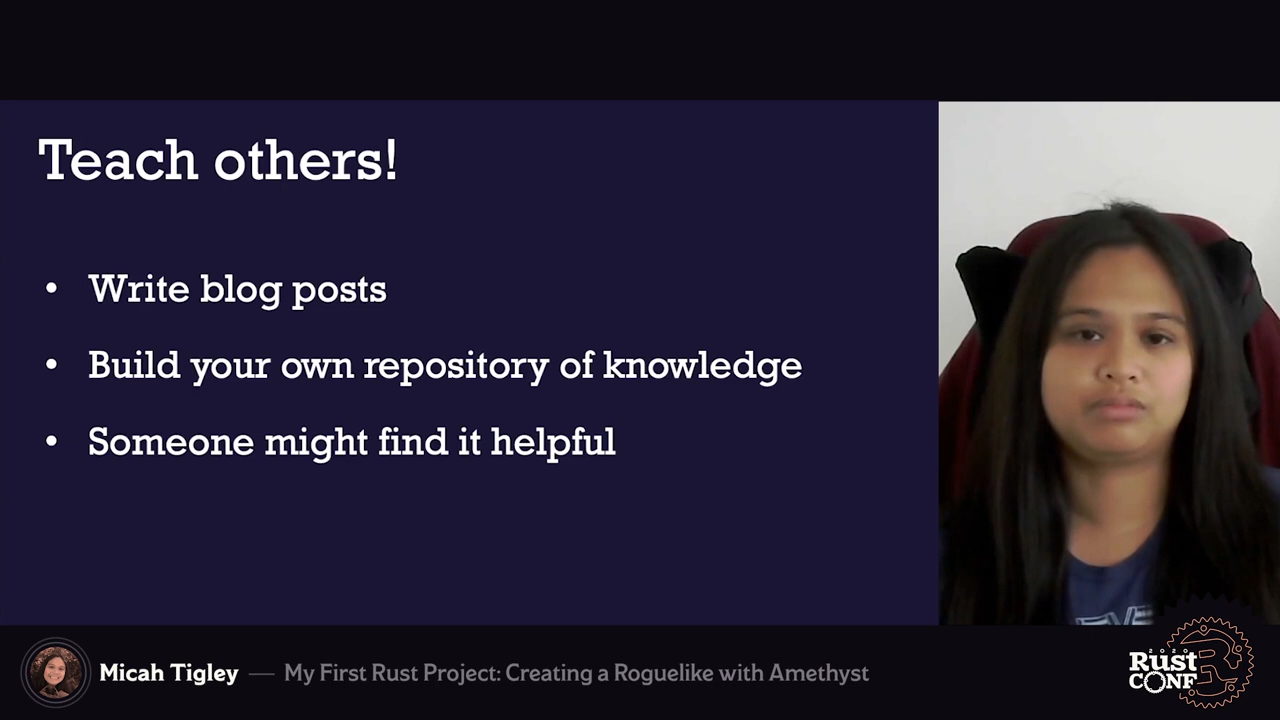 Teach others!
• Write blog posts
• Build your own repository of knowledge
• Someone might find it helpful
Micah Tigley — My First Rust Project: Creating a Roguelike with Amethyst
2020
Rust
CONF